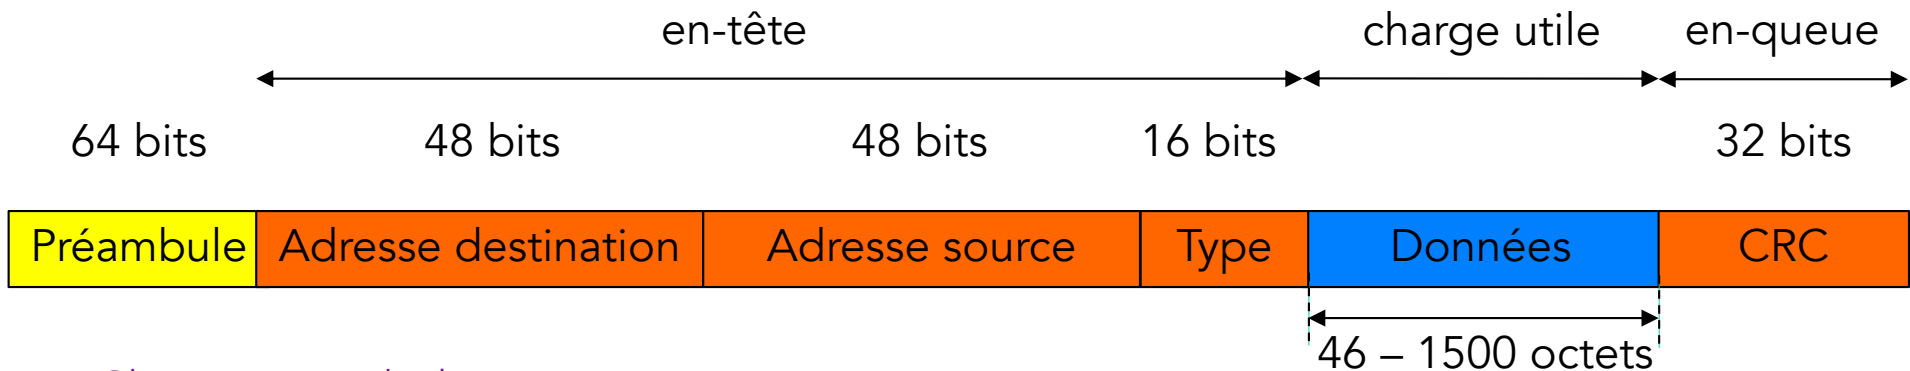 en-tête charge utile en-queue
64 bits 48 bits 48 bits 16 bits 32 bits
Préambule Adresse destination Adresse source Type Données CRC
46 – 1500 octets